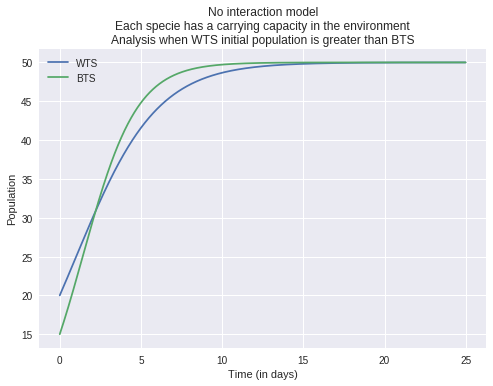 No interaction model
Each specie has a carrying capacity in the environment
Analysis when WTS initial population is greater than BTS
WTS
BTS
50
45
40
35
30
25
20
15
Population
0 5 10 15 20 25
Time (in days)